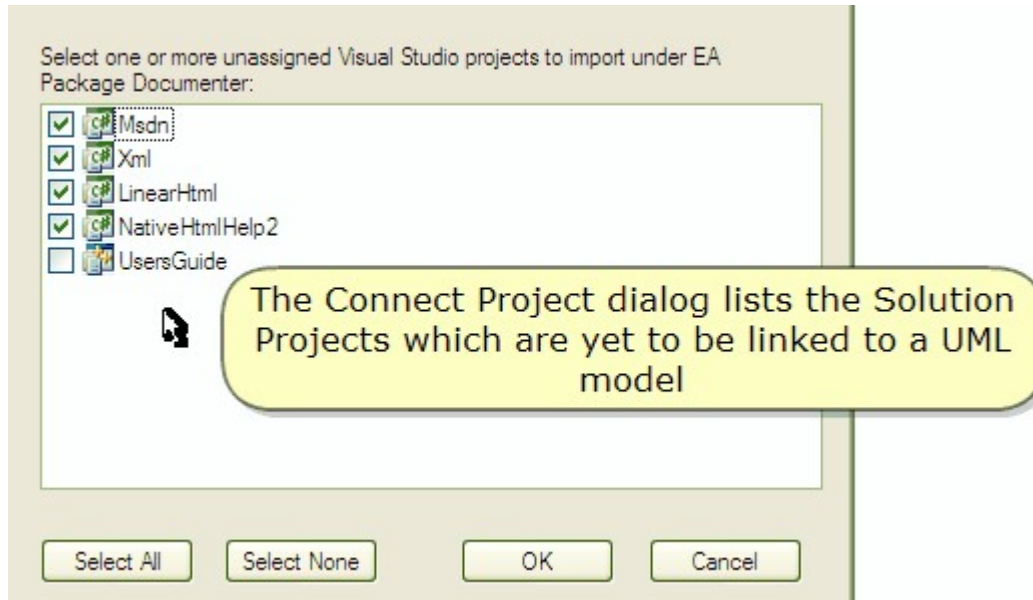 Select one or more unassigned Visual Studio projects to import under EA
Package Documenter:
C# Msdn
C# Xml
C# LinearHtml
C# NativeHtmlHelp2
UsersGuide
The Connect Project dialog lists the Solution
Projects which are yet to be linked to a UML
model
Select All Select None OK Cancel